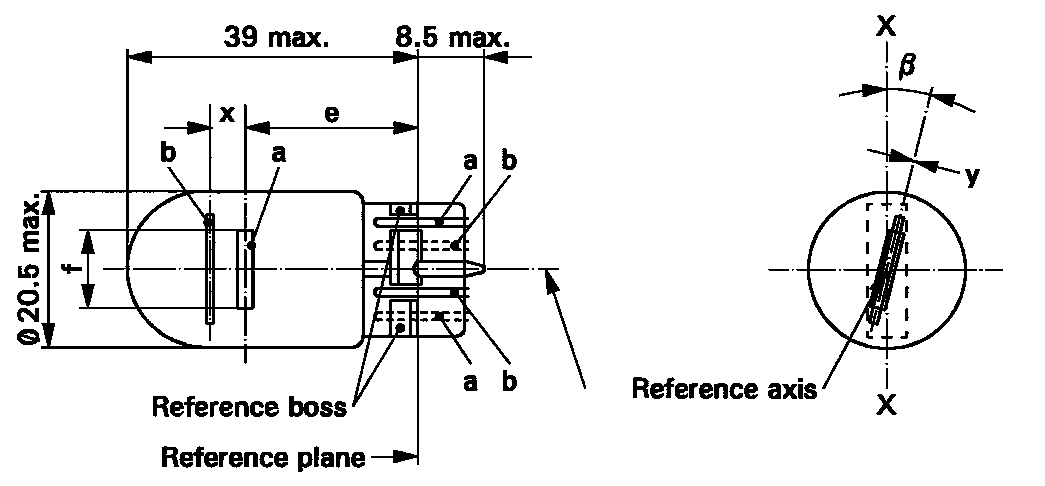 39 max.
8.5 max.
X
β
x
e
b
a
a
b
y
Ø20.5 max.
f
a
b
Reference boss
Reference axis
X
Reference plane